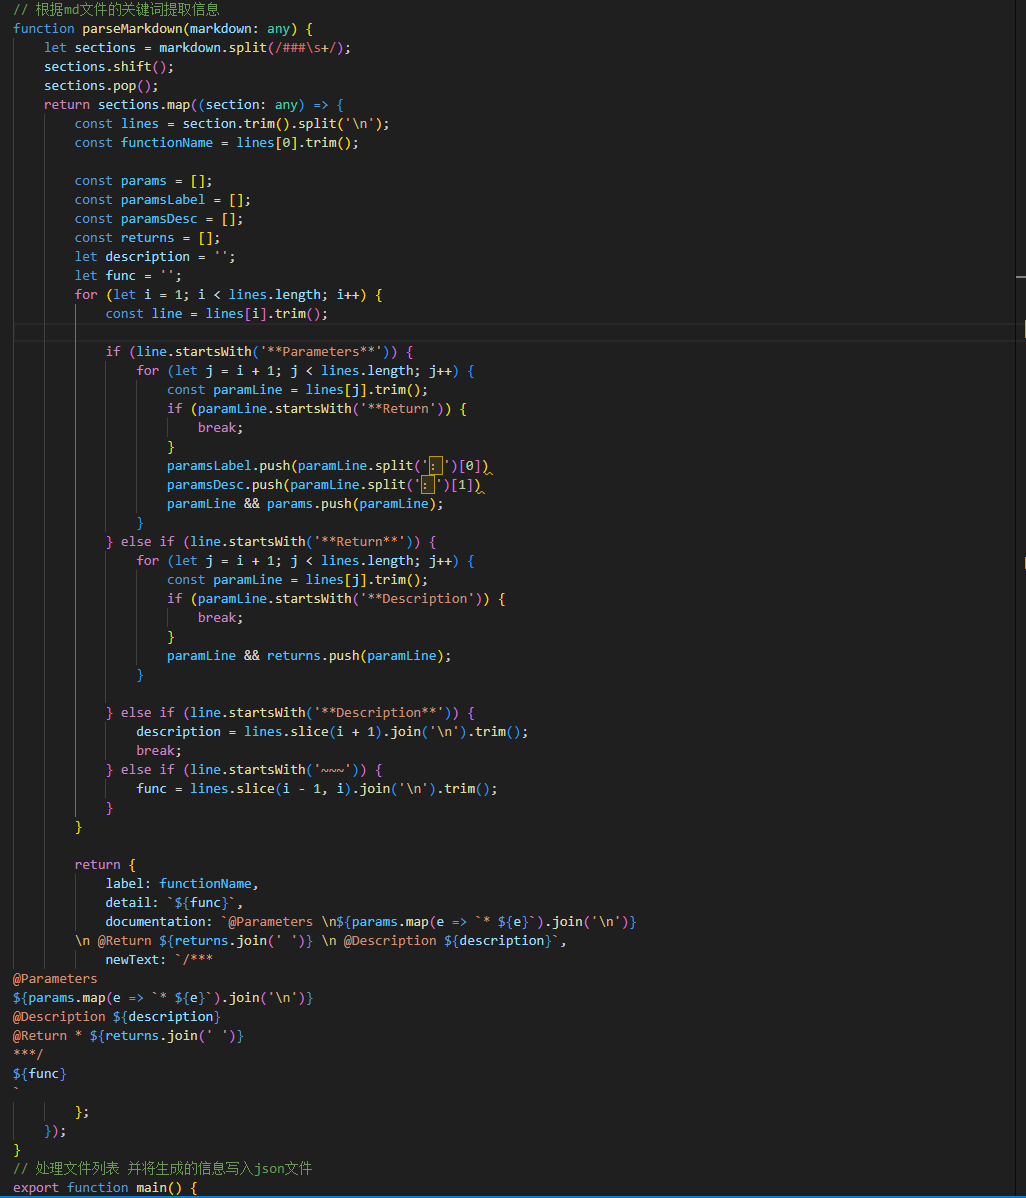 // 根据md文件的关键词提取信息
function parseMarkdown(markdown: any) {
    let sections = markdown.split(/###\s+/);
    sections.shift();
    sections.pop();
    return sections.map((section: any) => {
        const lines = section.trim().split('\n');
        const functionName = lines[0].trim();

        const params = [];
        const paramsLabel = [];
        const paramsDesc = [];
        const returns = [];
        let description = '';
        let func = '';
        for (let i = 1; i < lines.length; i++) {
            const line = lines[i].trim();

            if (line.startsWith('**Parameters**')) {
                for (let j = i + 1; j < lines.length; j++) {
                    const paramLine = lines[j].trim();
                    if (paramLine.startsWith('**Return')) {
                        break;
                    }
                    paramsLabel.push(paramLine.split('：')[0])
                    paramsDesc.push(paramLine.split('：')[1])
                    paramLine && params.push(paramLine);
                }
            } else if (line.startsWith('**Return**')) {
                for (let j = i + 1; j < lines.length; j++) {
                    const paramLine = lines[j].trim();
                    if (paramLine.startsWith('**Description')) {
                        break;
                    }
                    paramLine && returns.push(paramLine);
                }

            } else if (line.startsWith('**Description**')) {
                description = lines.slice(i + 1).join('\n').trim();
                break;
            } else if (line.startsWith('~~~')) {
                func = lines.slice(i - 1, i).join('\n').trim();
            }
        }

        return {
            label: functionName,
            detail: `${func}`,
            documentation: `@Parameters \n${params.map(e => `* ${e}`).join('\n')}
        \n @Return ${returns.join(' ')} \n @Description ${description}`,
            newText: `/***
@Parameters
${params.map(e => `* ${e}`).join('\n')}
@Description ${description}
@Return * ${returns.join(' ')}
***/
${func}
`
        };
    });
}
// 处理文件列表 并将生成的信息写入json文件
export function main() {